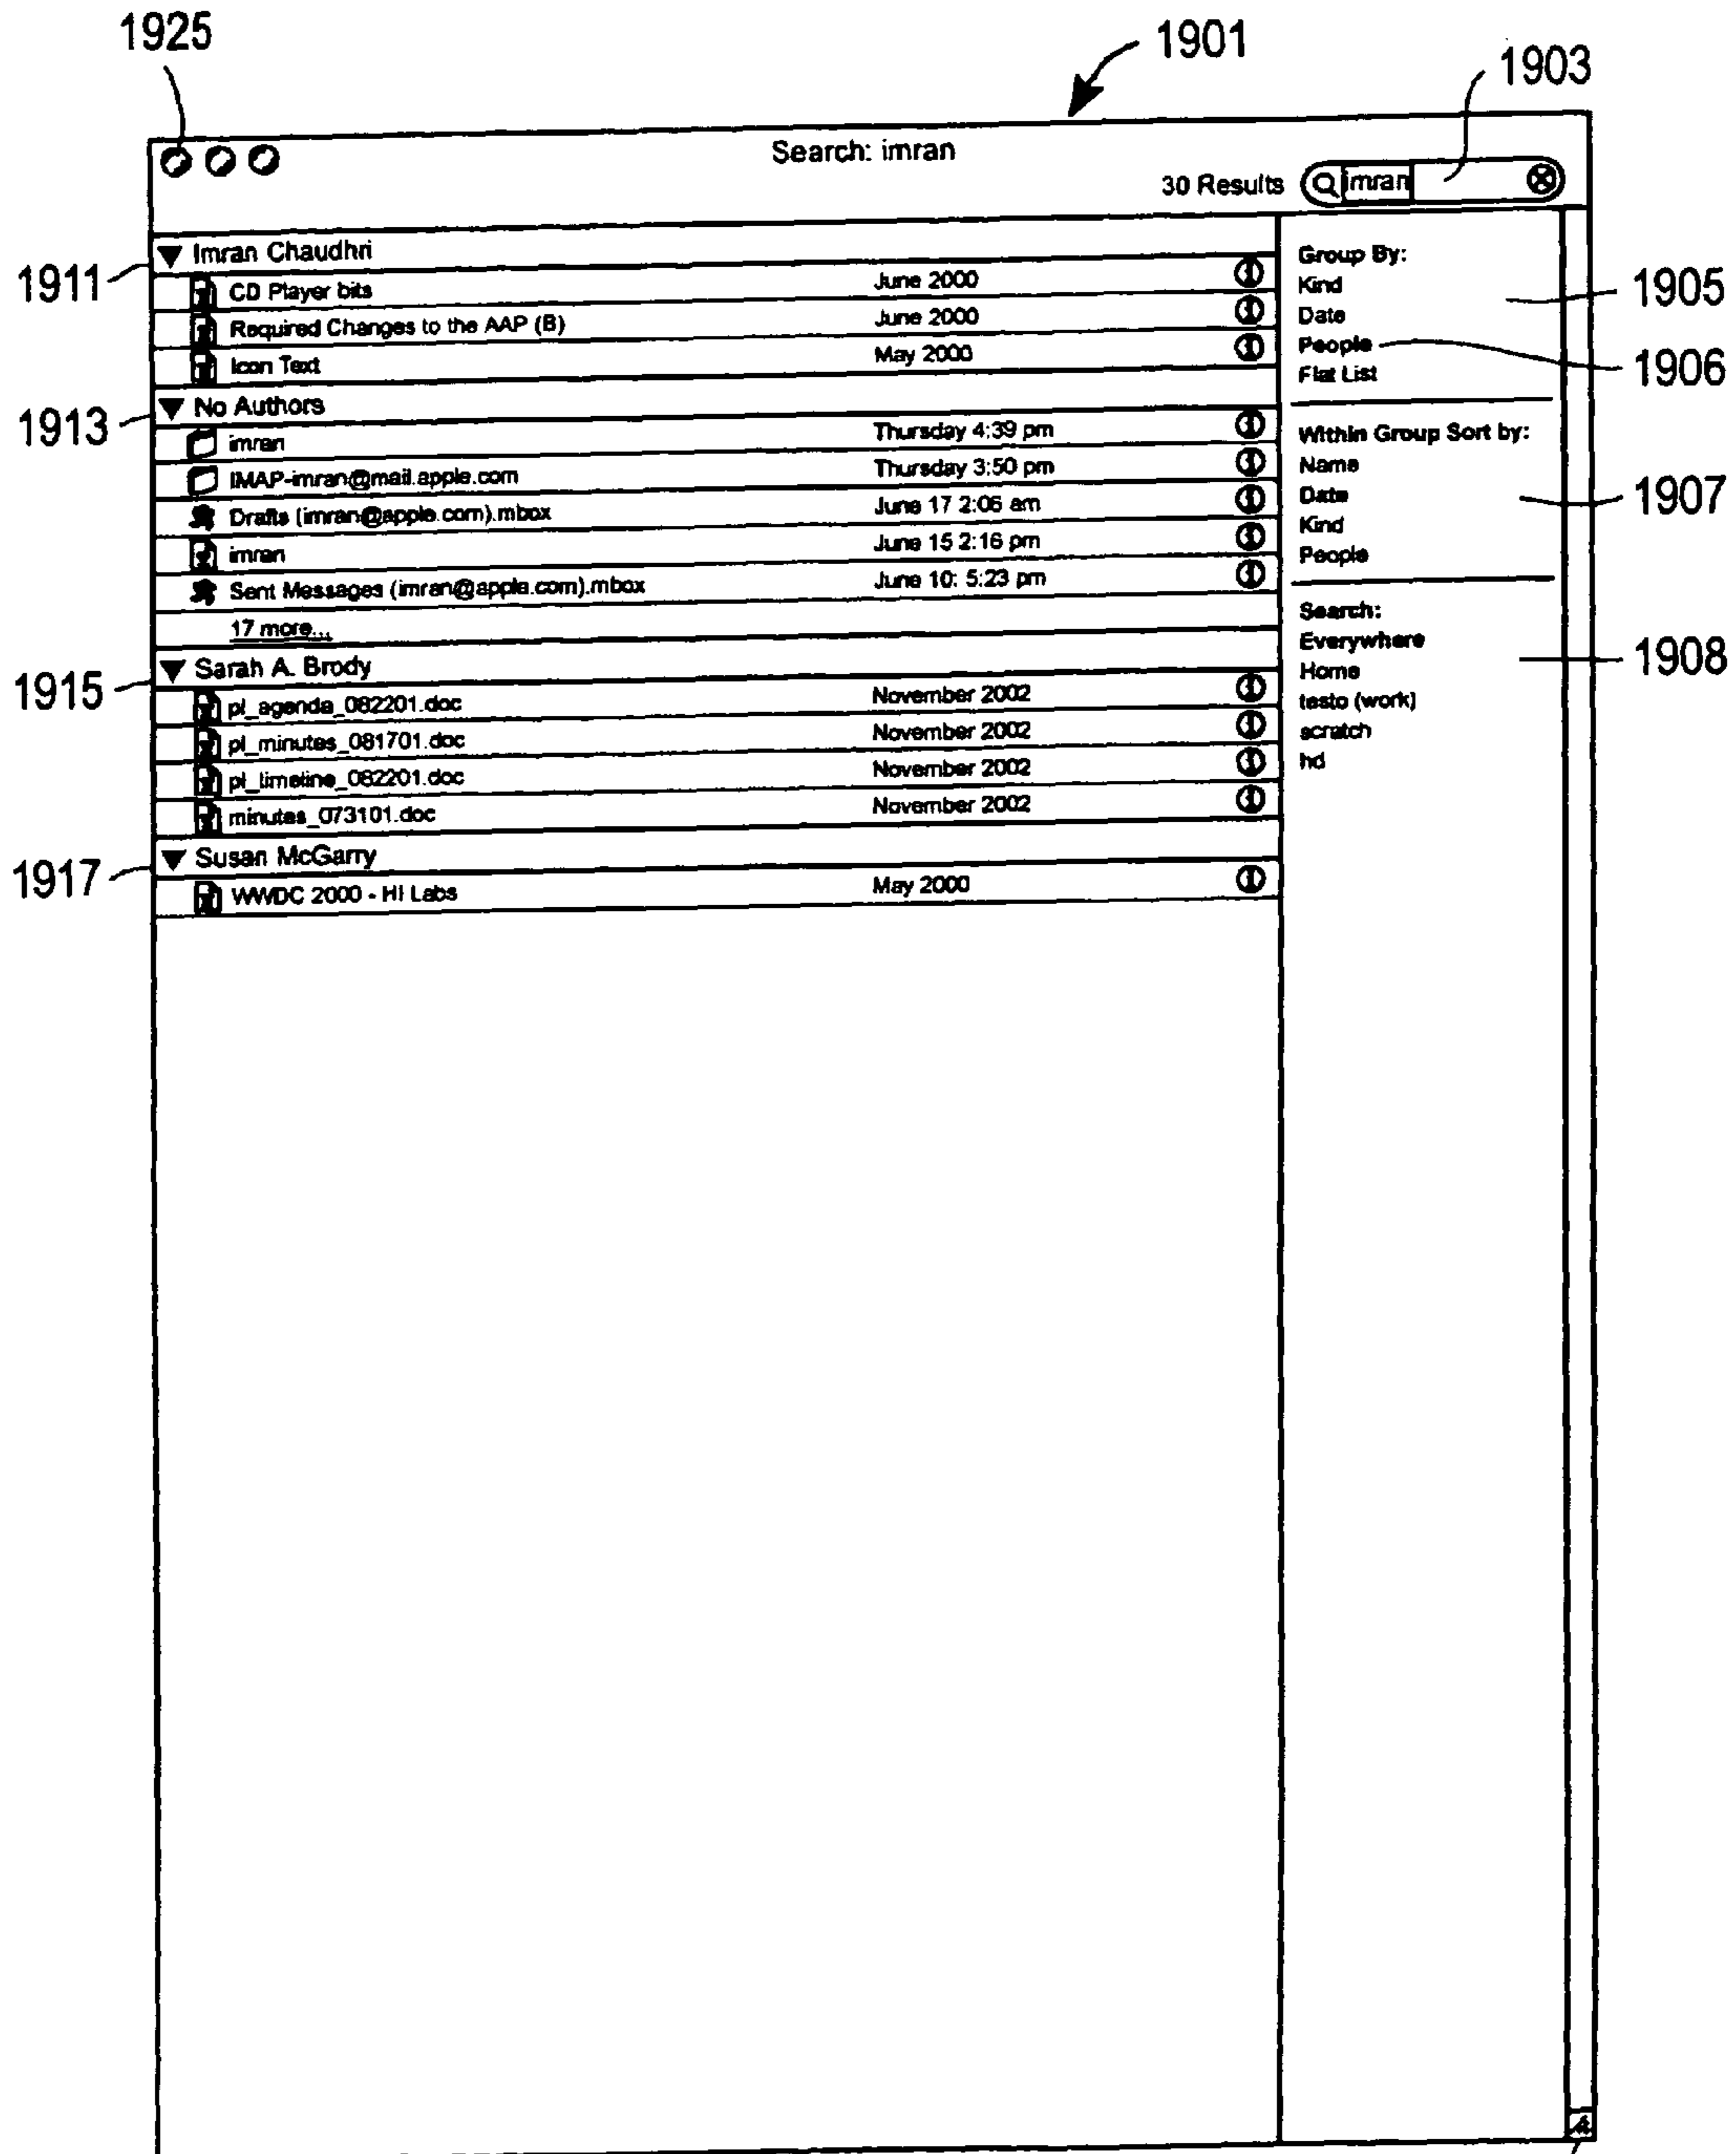 1925
1901
1903
Search: imran
30 Results
imran
1911
Imran Chaudhri
CD Player bits June 2000
Required Changes to the AAP (B) June 2000
Icon Text May 2000
1913
No Authors
imran Thursday 4:39 pm
IMAP-imran@mail.apple.com Thursday 3:50 pm
Drafts (imran@apple.com).mbox June 17 2:06 am
imran June 15 2:16 pm
Sent Messages (imran@apple.com).mbox June 10: 5:23 pm
17 more...
1915
Sarah A. Brody
pl_agenda_082201.doc November 2002
pl_minutes_081701.doc November 2002
pl_timeline_082201.doc November 2002
minutes_073101.doc November 2002
1917
Susan McGarry
WWDC 2000 - HI Labs May 2000
Group By:
Kind
Date
People
Flat List
1905
1906
Within Group Sort by:
Name
Date
Kind
People
1907
Search:
Everywhere
Home
testo (work)
scratch
hd
1908